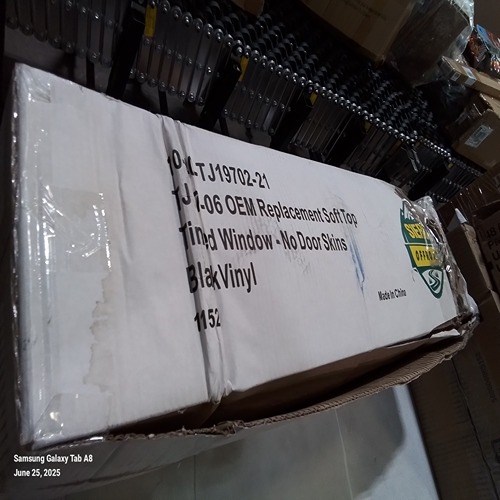 TJ19702-21
-06 OEM Replacement Soft Top
Window - No Door Skins
Vinyl
1152
Made in China
Samsung Galaxy Tab A8
June 25, 2025